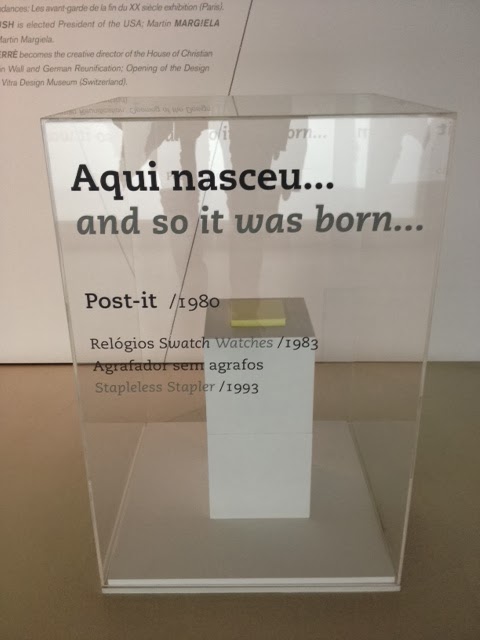 dances: Les avant-garde de la fin du XX siècle exhibition (Paris).
SH is elected President of the USA; Martin MARGIELA
Martin Margiela.
ERRÉ becomes the creative director of the House of Christian
in Wall and German Reunification; Opening of the Design
Vitra Design Museum (Switzerland).
Aqui nasceu...
and so it was born...
Post-it /1980
Relógios Swatch Watches /1983
Agrafador sem agrafos
Stapleless Stapler /1993